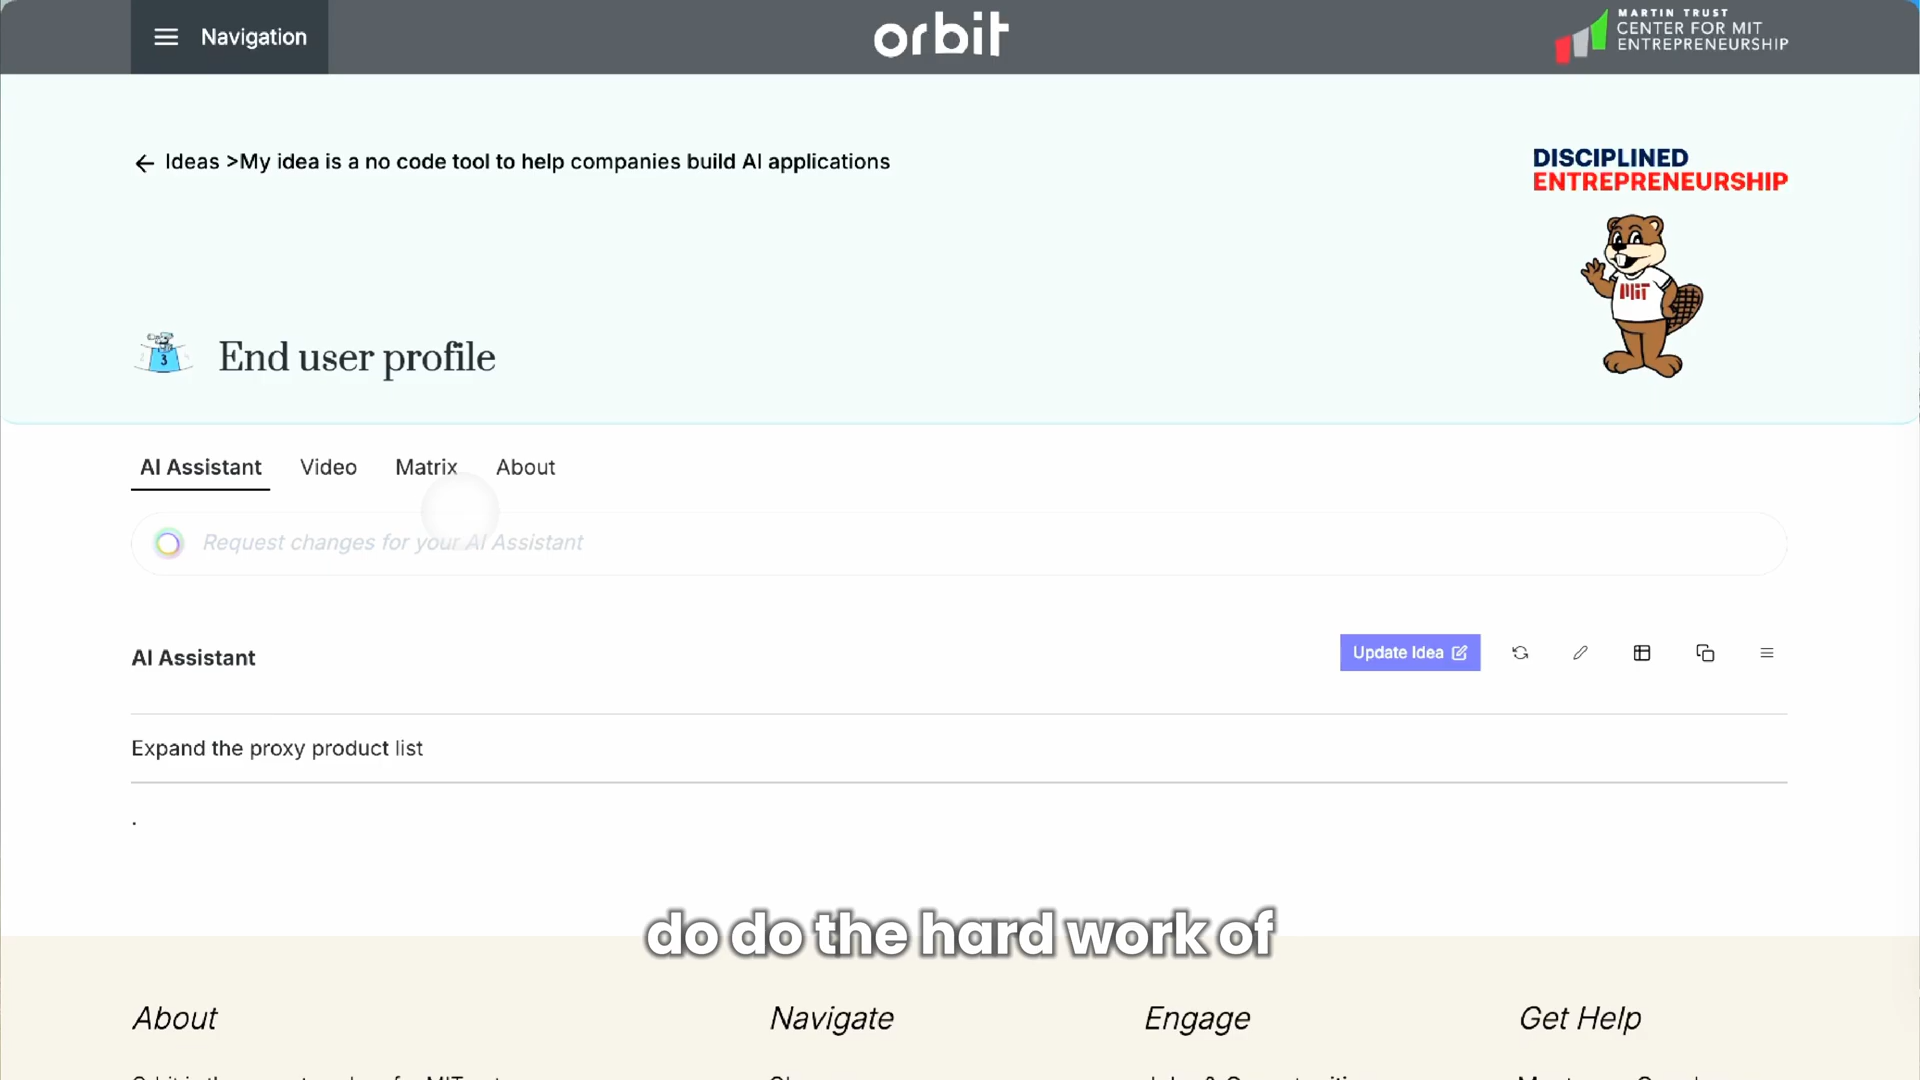 Navigation
orbit
MARTIN TRUST
CENTER FOR MIT
ENTREPRENEURSHIP
Ideas >My idea is a no code tool to help companies build AI applications
DISCIPLINED
ENTREPRENEURSHIP
MIT
3
End user profile
AI Assistant
Video
Matrix
About
Request changes for your AI Assistant
AI Assistant
Update Idea
Expand the proxy product list
.
do do the hard work of
About
Navigate
Engage
Get Help